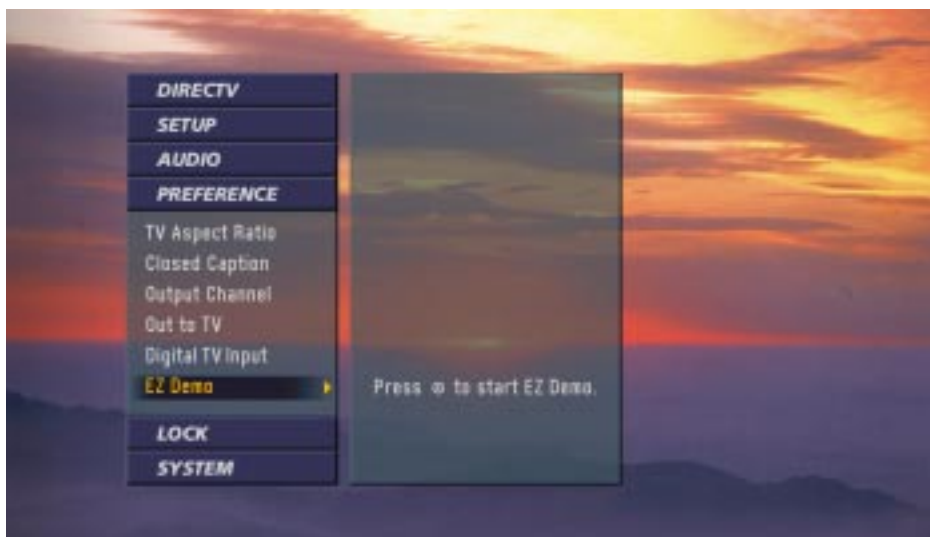 DIRECTV
SETUP
AUDIO
PREFERENCE
TV Aspect Ratio
Closed Caption
Output Channel
Out to TV
Digital TV Input
EZ Demo
Press ⊙ to start EZ Demo.
LOCK
SYSTEM